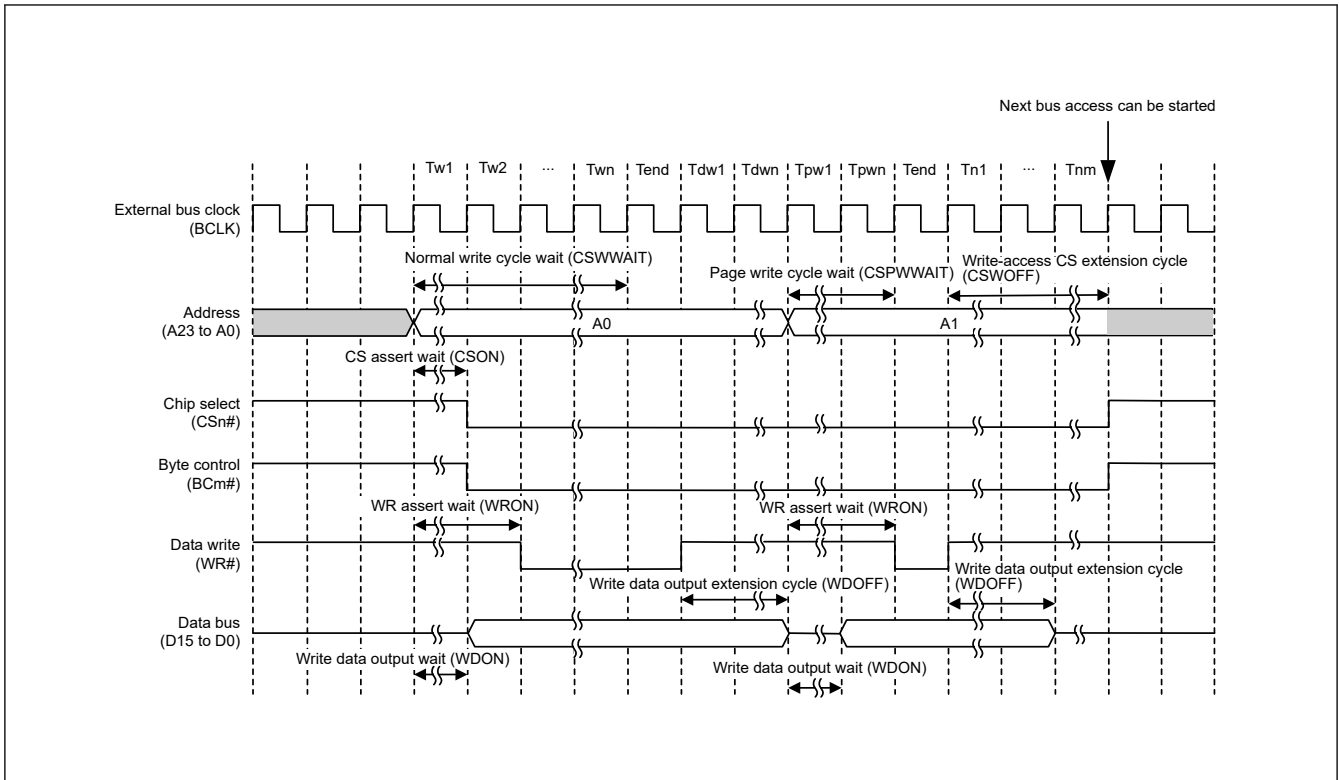 Next bus access can be started
Tw1 Tw2 ... Twn Tend Tdw1 Tdwn Tpw1 Tpwn Tend Tn1 ... Tnm
External bus clock
(BCLK)
Normal write cycle wait (CSWWAIT)
Page write cycle wait (CSPWWAIT)
Write-access CS extension cycle
(CSWOFF)
Address
(A23 to A0)
A0
A1
CS assert wait (CSON)
Chip select
(CSn#)
Byte control
(BCm#)
WR assert wait (WRON)
WR assert wait (WRON)
Data write
(WR#)
Write data output extension cycle (WDOFF)
Write data output extension cycle
(WDOFF)
Data bus
(D15 to D0)
Write data output wait (WDON)
Write data output wait (WDON)